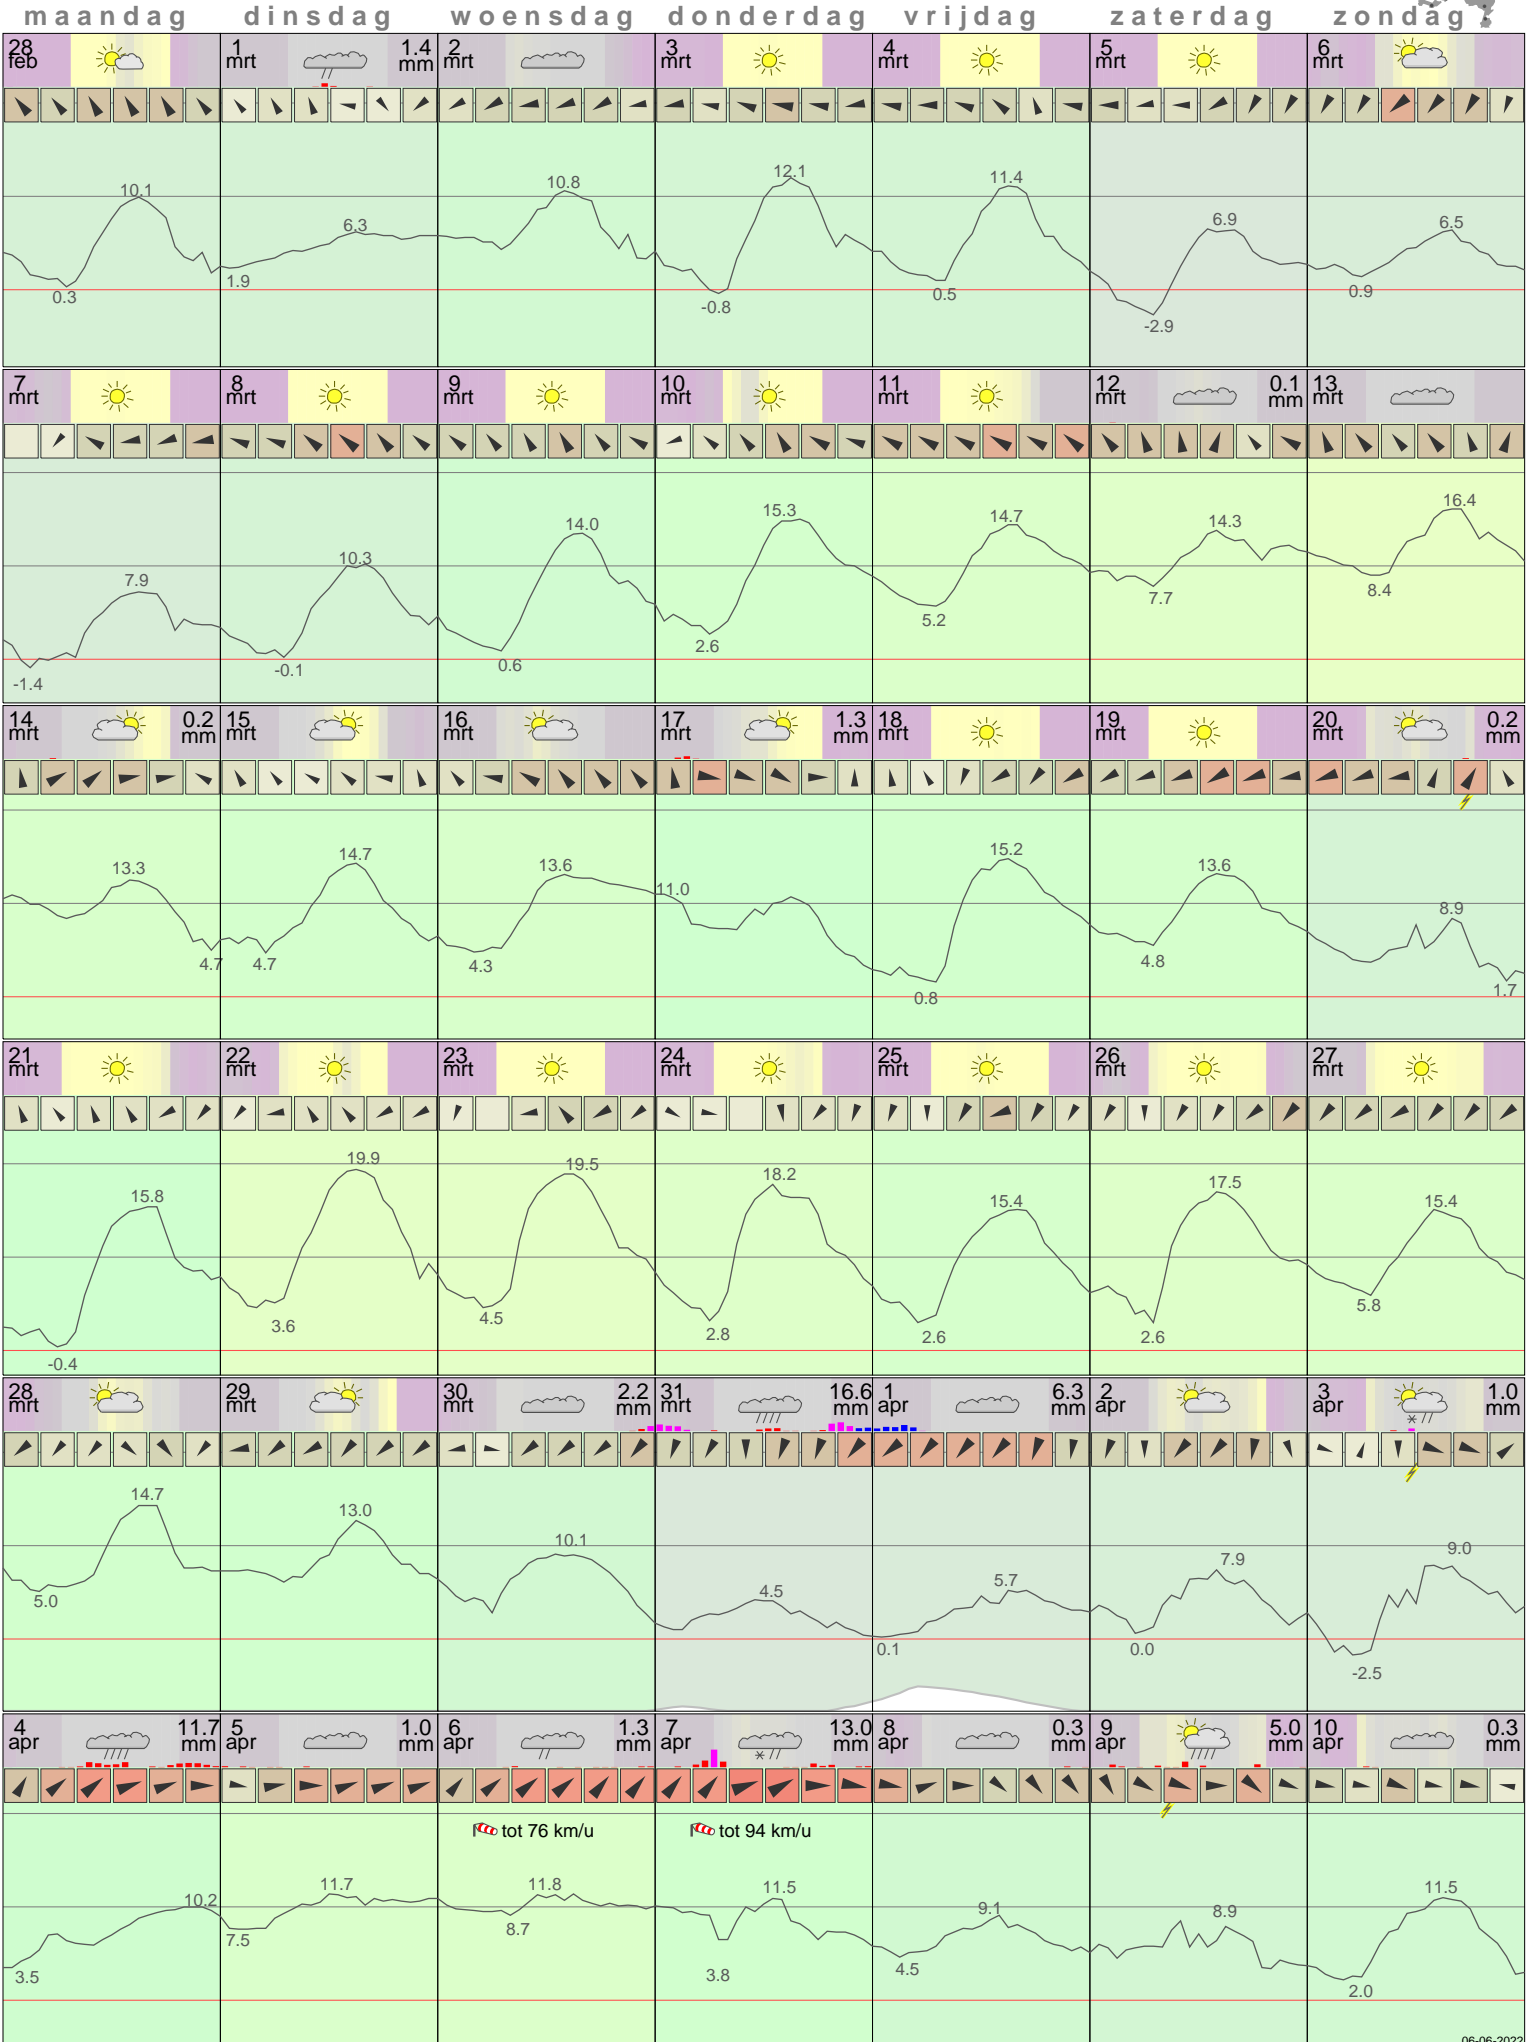 maandag dinsdag woensdag donderdag vrijdag zaterdag zondag
28 1 1.4 2 3 4 5 6
feb mrt mm mrt mrt mrt mrt mrt
10.1 6.3 10.8 12.1 11.4 6.9 6.5
0.3 1.9 -0.8 0.5 -2.9 0.9
7 8 9 10 11 12 0.1 13
mrt mrt mrt mrt mrt mrt mm mrt
7.9 10.3 14.0 15.3 14.7 14.3 16.4
-1.4 -0.1 0.6 2.6 5.2 7.7 8.4
14 0.2 15 16 17 1.3 18 19 20 0.2
mrt mm mrt mrt mrt mm mrt mrt mrt mm
13.3 14.7 13.6 11.0 15.2 13.6 8.9
4.7 4.7 4.3 0.8 4.8 1.7
21 22 23 24 25 26 27
mrt mrt mrt mrt mrt mrt mrt
15.8 19.9 19.5 18.2 15.4 17.5 15.4
-0.4 3.6 4.5 2.8 2.6 2.6 5.8
28 29 30 2.2 31 16.6 1 6.3 2 3 1.0
mrt mrt mrt mm mrt mm apr mm apr apr mm
14.7 13.0 10.1 4.5 5.7 7.9 9.0
5.0 0.1 0.0 -2.5
4 11.7 5 1.0 6 1.3 7 13.0 8 0.3 9 5.0 10 0.3
apr mm apr mm apr mm apr mm apr mm apr mm apr mm
tot 76 km/u tot 94 km/u
10.2 11.7 11.8 11.5 9.1 8.9 11.5
3.5 7.5 8.7 3.8 4.5 2.0
06-06-2022